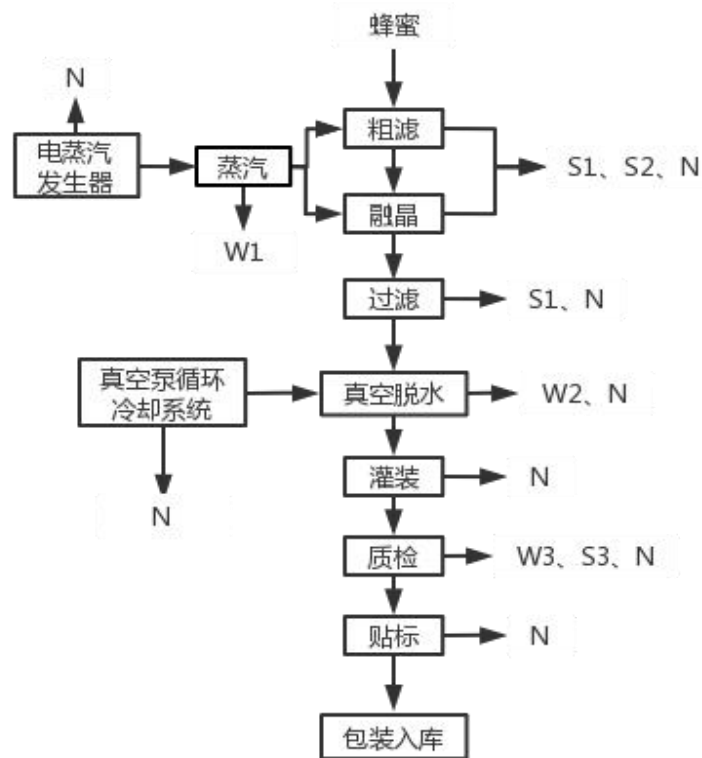 蜂蜜
N
粗滤
电蒸汽
发生器
蒸汽
S1、S2、N
融晶
W1
过滤
S1、N
真空泵循环
冷却系统
真空脱水
W2、N
灌装
N
N
质检
W3、S3、N
贴标
N
包装入库